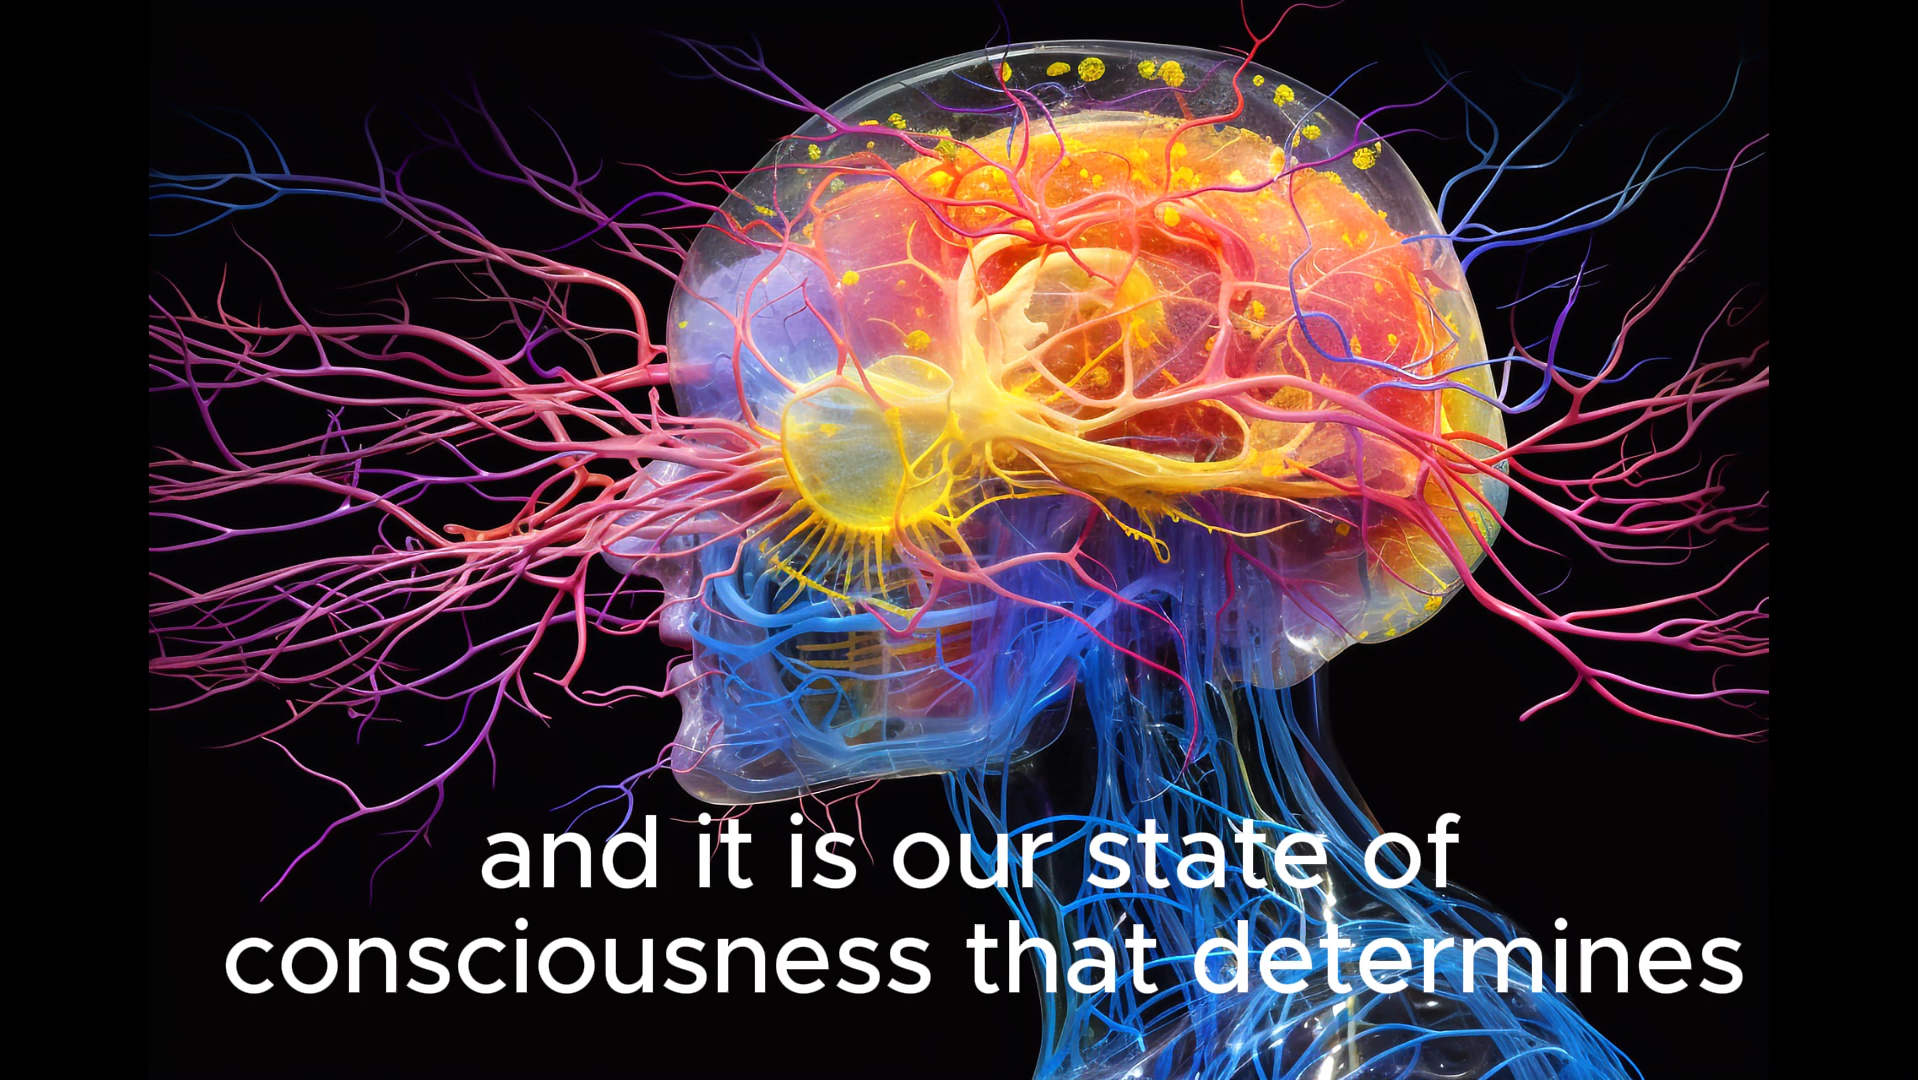 and it is our state of
consciousness that determines